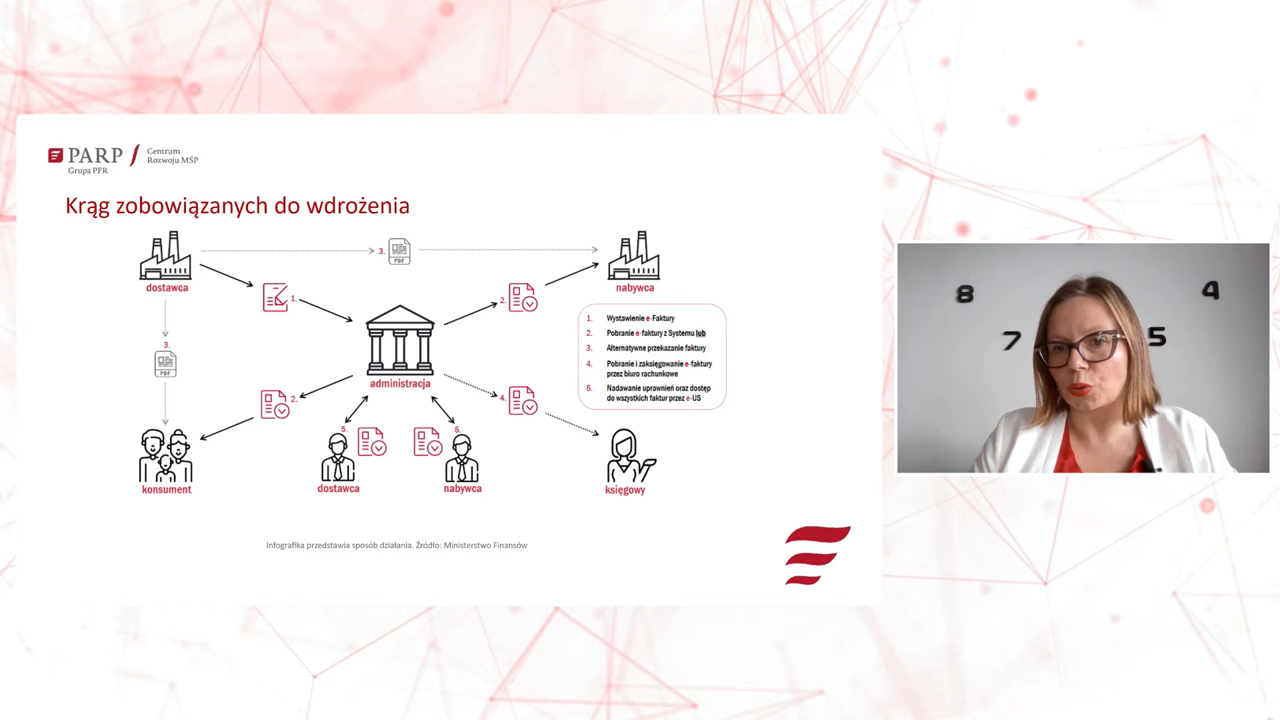 PARP
Grupa PFR
Centrum
Rozwoju MŚP
Krąg zobowiązanych do wdrożenia
3.
PDF
dostawca
nabywca
1.
2.
1. Wystawienie e-Faktury
2. Pobranie e-faktury z Systemu lub
3. Alternatywne przekazanie faktury
4. Pobranie i zaksięgowanie e-faktury
przez biuro rachunkowe
5. Nadawanie uprawnień oraz dostęp
do wszystkich faktur przez e-US
3.
PDF
administracja
2.
4.
5.
5.
konsument
dostawca
nabywca
księgowy
Infografika przedstawia sposób działania. Źródło: Ministerstwo Finansów
8
4
7
5